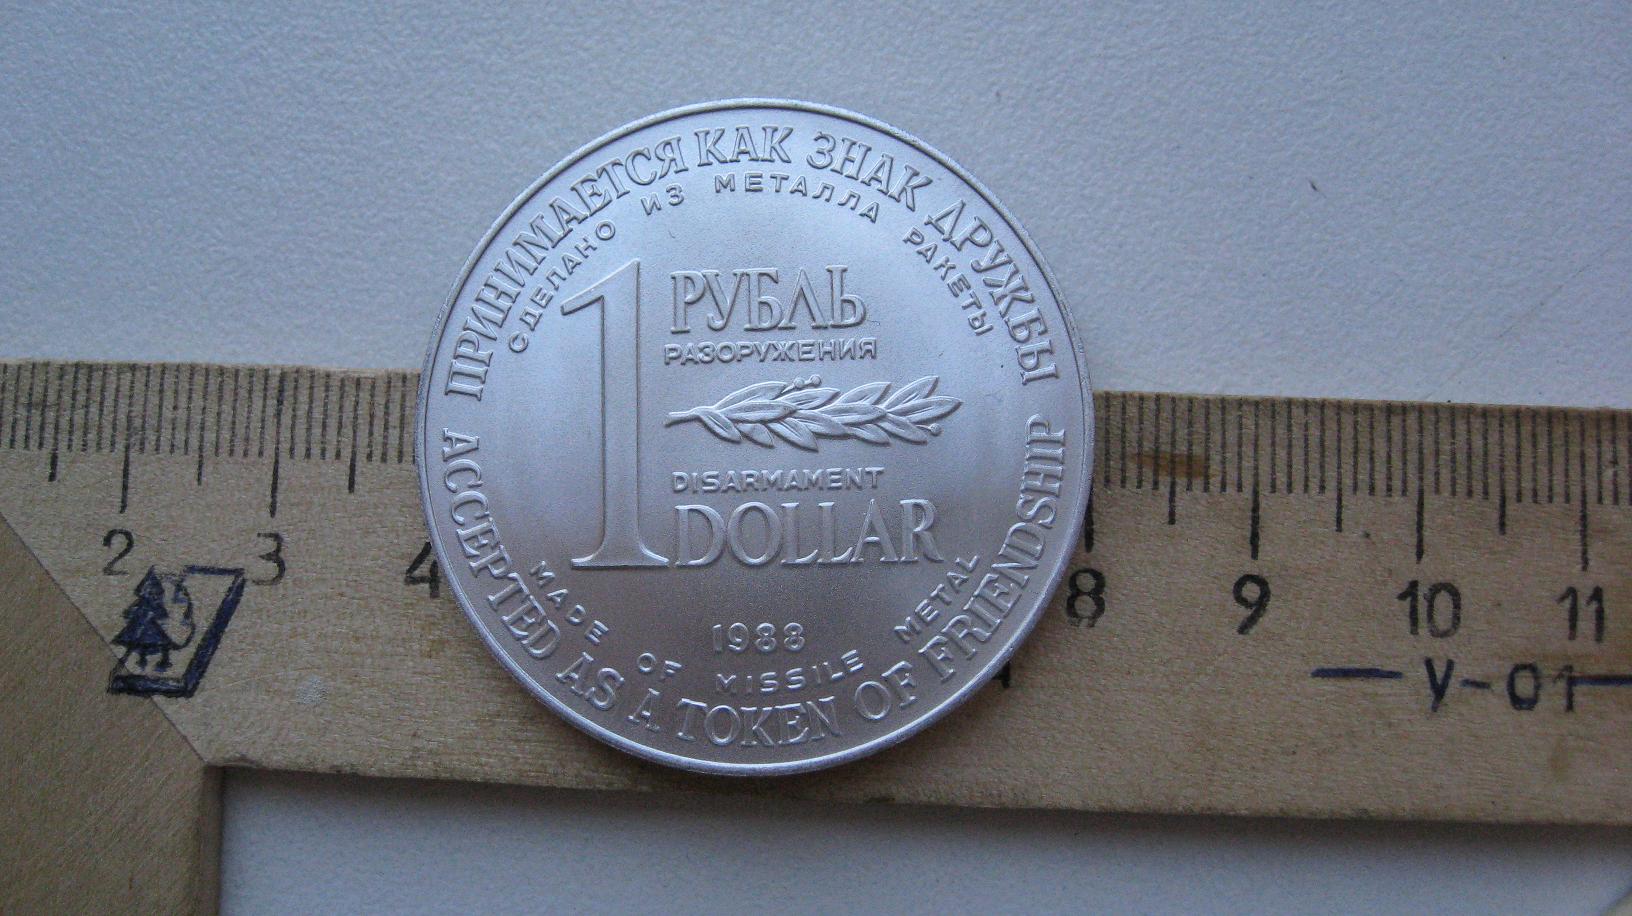 ПРИНИМАЕТСЯ КАК ЗНАК ДРУЖБЫ
СДЕЛАНО ИЗ МЕТАЛЛА РАКЕТЫ
1 РУБЛЬ
РАЗОРУЖЕНИЯ
DISARMAMENT
DOLLAR
1988
MADE OF MISSILE METAL
ACCEPTED AS A TOKEN OF FRIENDSHIP
2 3 4 8 9 10 11
У-01